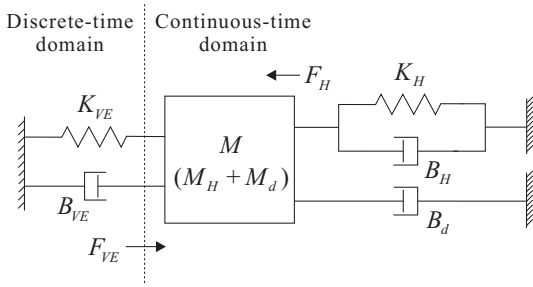 Discrete-time domain
Continuous-time domain
F_H
K_H
K_VE
M
(M_H + M_d)
B_H
B_VE
B_d
F_VE